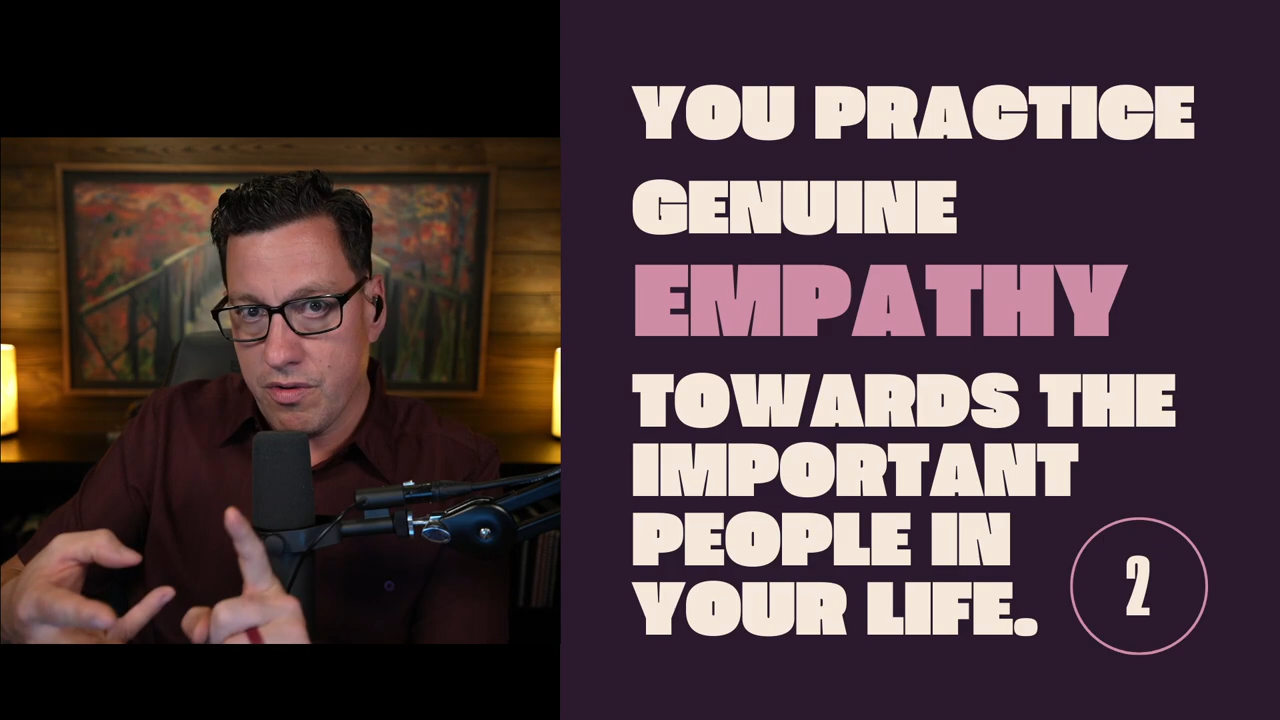 YOU PRACTICE
GENUINE
EMPATHY
TOWARDS THE
IMPORTANT
PEOPLE IN
YOUR LIFE.
2